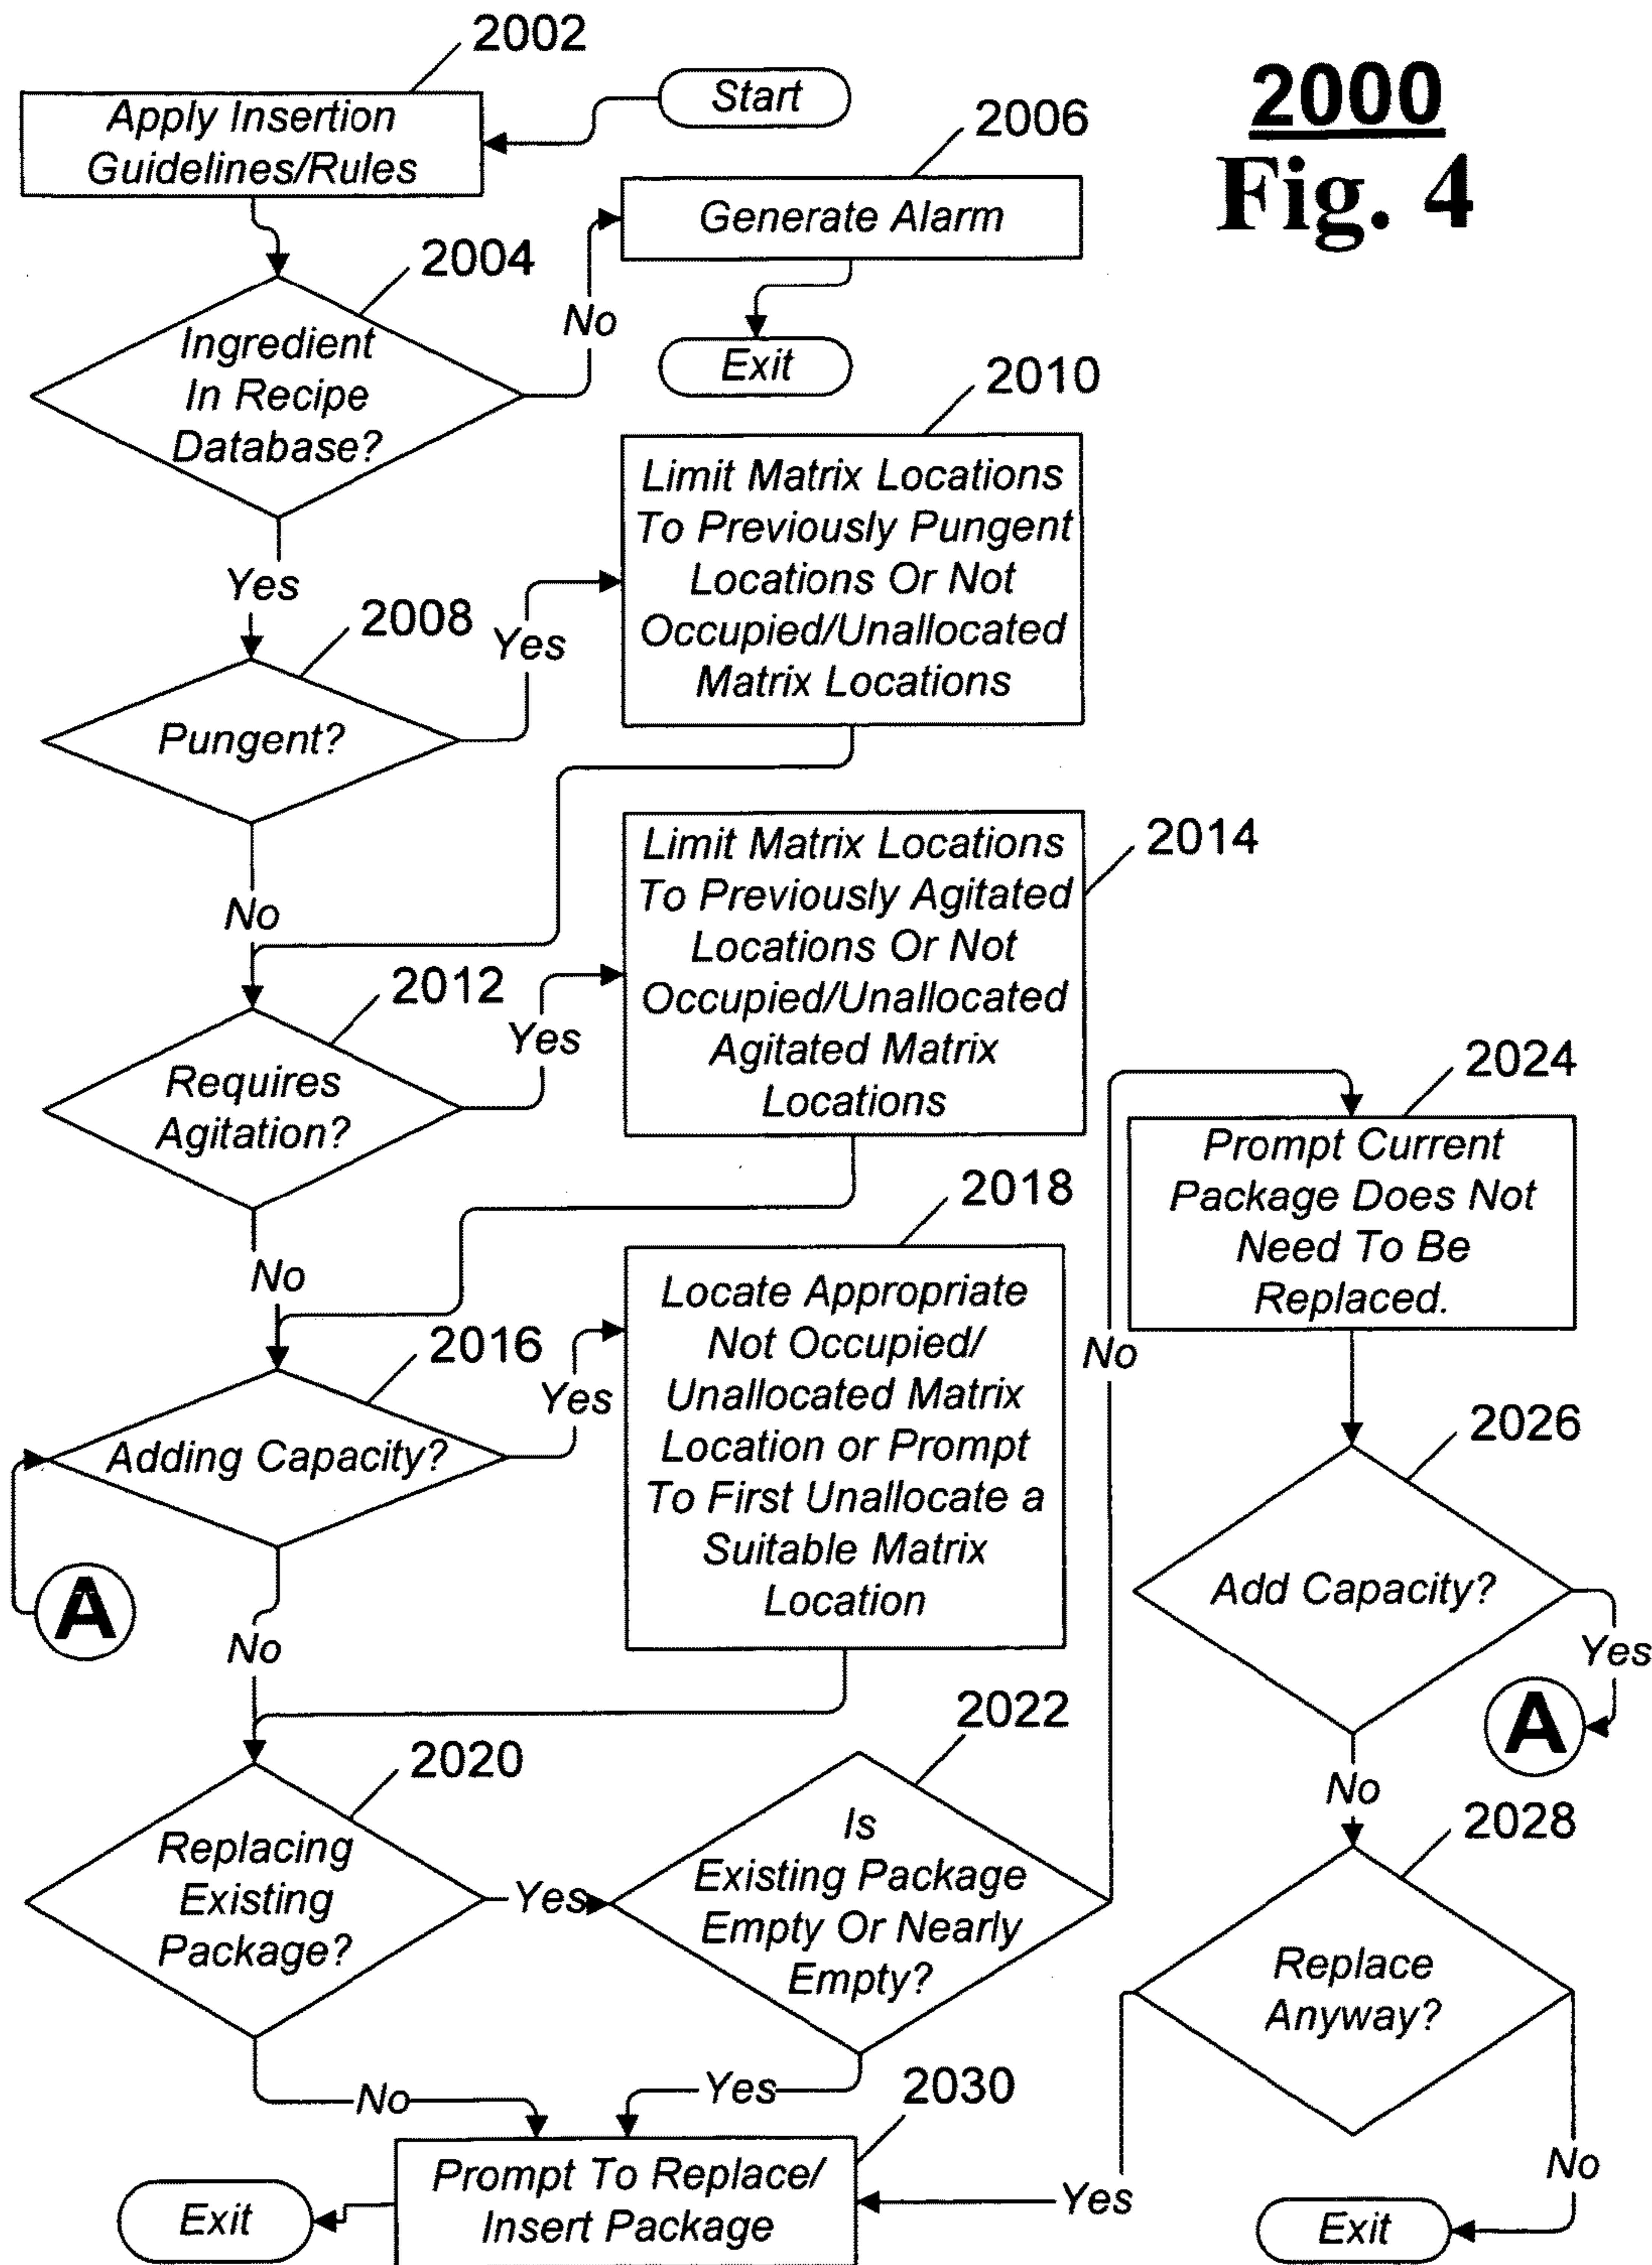 2000
Fig. 4
2002
Start
Apply Insertion
Guidelines/Rules
2006
Generate Alarm
2004
Ingredient
In Recipe
Database?
No
Exit
Yes
2010
Limit Matrix Locations
To Previously Pungent
Locations Or Not
Occupied/Unallocated
Matrix Locations
2008
Yes
Pungent?
No
2014
Limit Matrix Locations
To Previously Agitated
Locations Or Not
Occupied/Unallocated
Agitated Matrix
Locations
2012
Yes
Requires
Agitation?
No
2018
Locate Appropriate
Not Occupied/
Unallocated Matrix
Location or Prompt
To First Unallocate a
Suitable Matrix
Location
2016
Yes
Adding Capacity?
A
No
2020
Replacing
Existing
Package?
Yes
2022
Is
Existing Package
Empty Or Nearly
Empty?
No
2024
Prompt Current
Package Does Not
Need To Be
Replaced.
2026
Add Capacity?
Yes
A
No
2028
Replace
Anyway?
No
Yes
No
Yes
2030
Prompt To Replace/
Insert Package
Exit
Exit